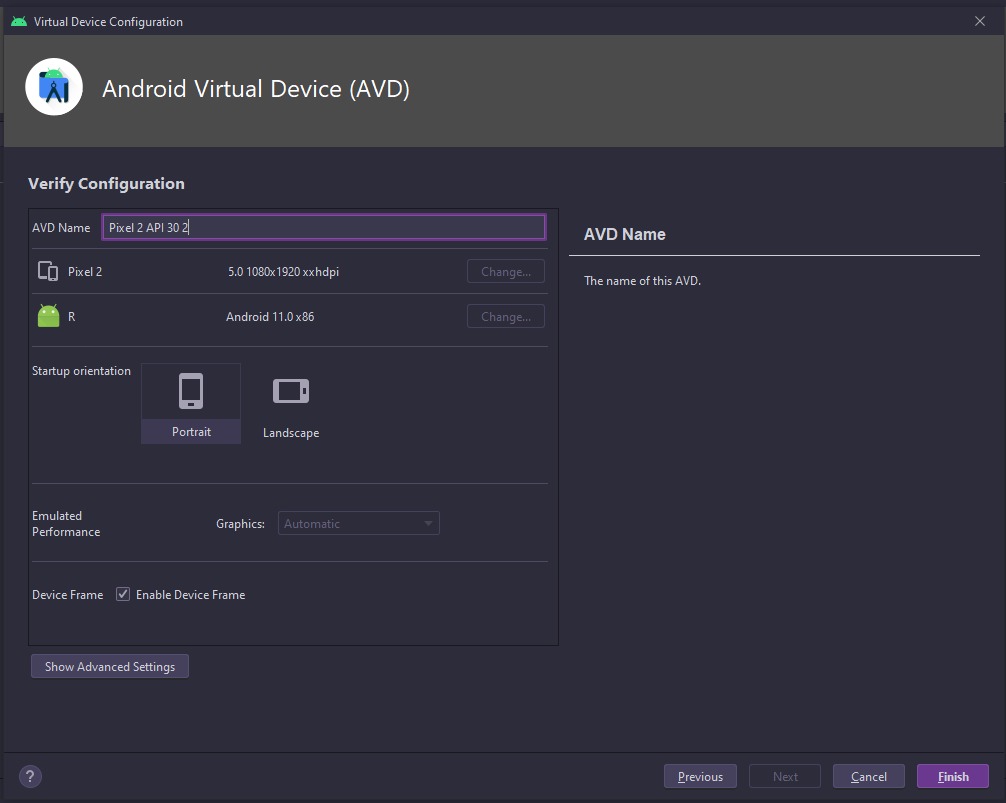 Virtual Device Configuration
Android Virtual Device (AVD)
Verify Configuration
AVD Name Pixel 2 API 30 2
Pixel 2 5.0 1080x1920 xxhdpi Change...
R Android 11.0 x86 Change...
Startup orientation
Portrait
Landscape
Emulated
Performance
Graphics: Automatic
Device Frame Enable Device Frame
Show Advanced Settings
AVD Name
The name of this AVD.
?
Previous Next Cancel Finish